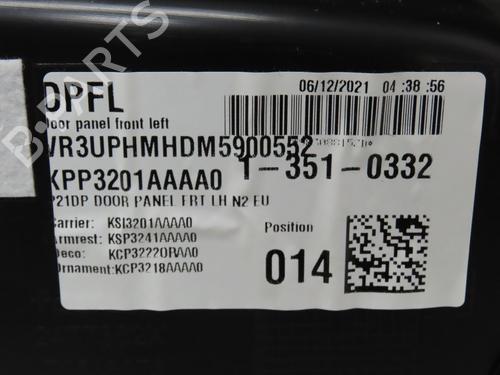 06/12/2021 04:38:56
DPFL
Door panel front left
VR3UPHMHDM5900552
KPP3201AAAA0 1-351-0332
P21DP DOOR PANEL FRT LH N2 EU
Carrier: KSI3201AAAA0
Armrest: KSP3241AAAA0
Deco:
Ornament: KCP3218AAAA0
Position
014
B-PARTS